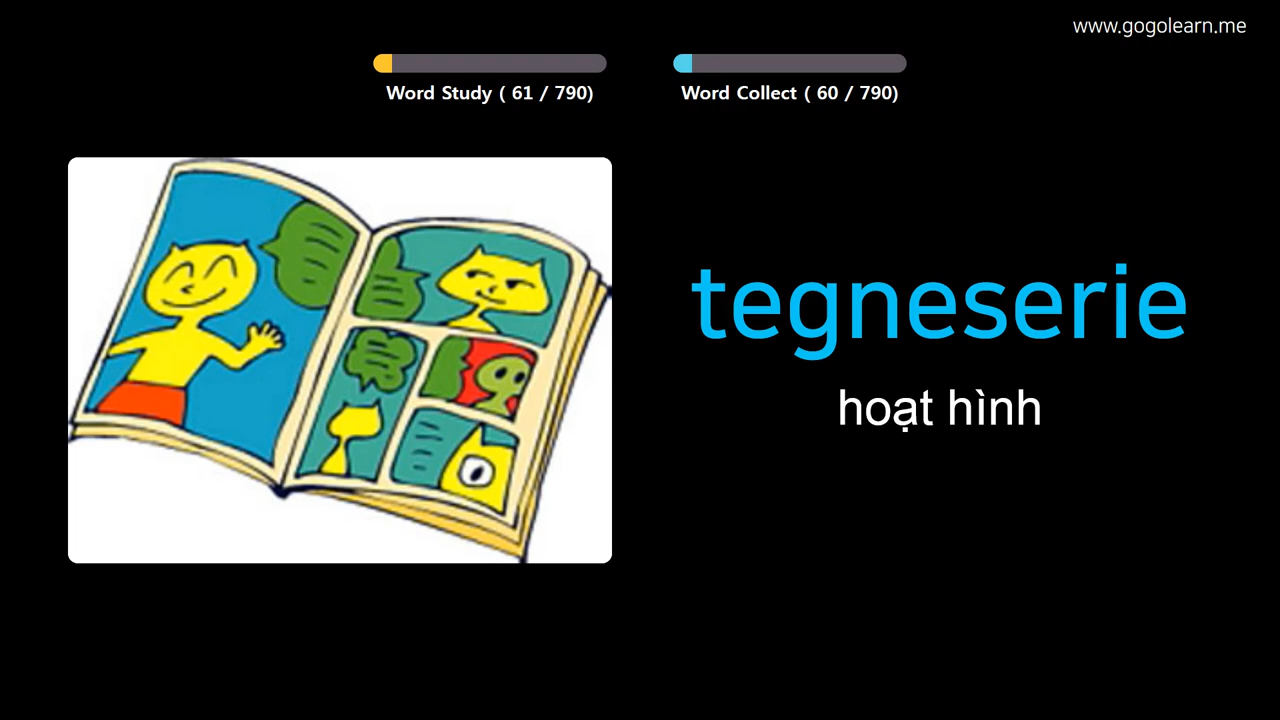 www.gogolearn.me
Word Study ( 61 / 790)
Word Collect ( 60 / 790)
tegneserie
hoạt hình